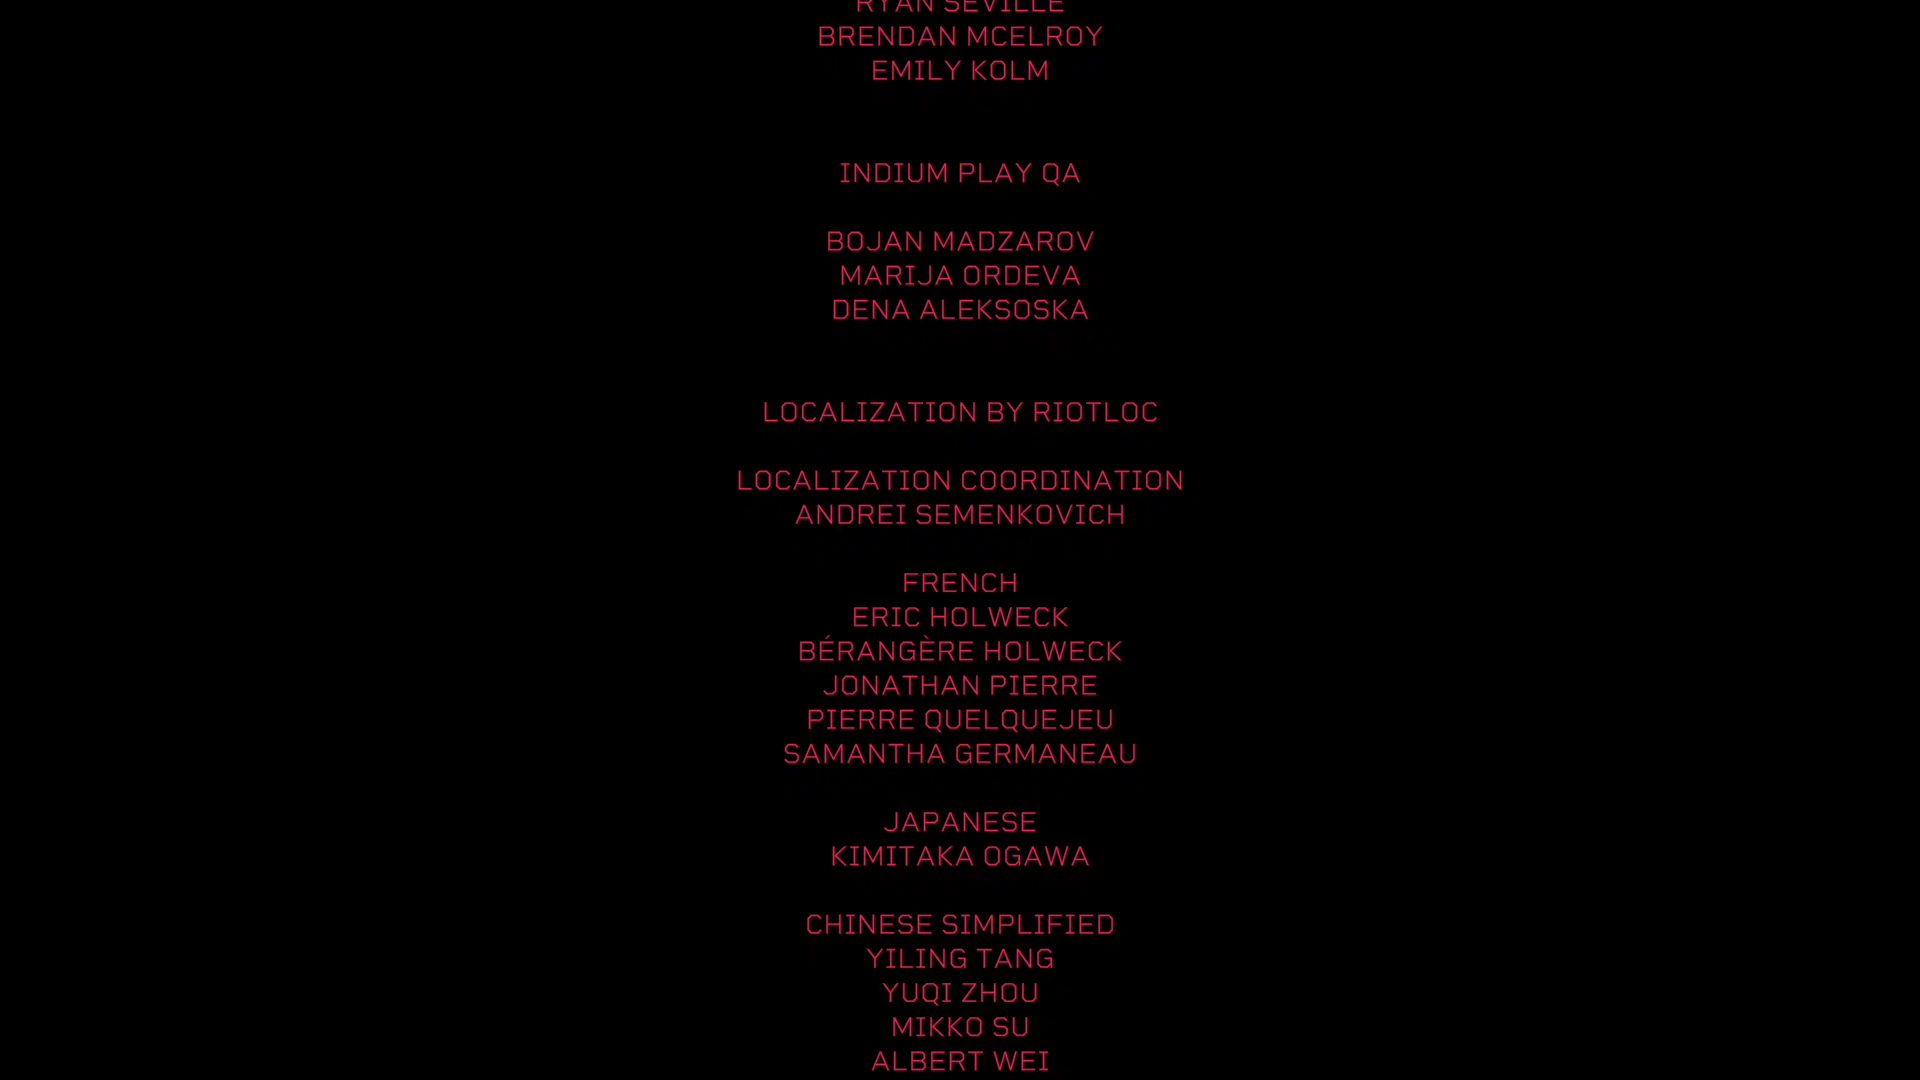 RYAN SEVILLE
BRENDAN MCELROY
EMILY KOLM
INDIUM PLAY QA
BOJAN MADZAROV
MARIJA ORDEVA
DENA ALEKSOSKA
LOCALIZATION BY RIOTLOC
LOCALIZATION COORDINATION
ANDREI SEMENKOVICH
FRENCH
ERIC HOLWECK
BÉRANGÈRE HOLWECK
JONATHAN PIERRE
PIERRE QUELQUEJEU
SAMANTHA GERMANEAU
JAPANESE
KIMITAKA OGAWA
CHINESE SIMPLIFIED
YILING TANG
YUQI ZHOU
MIKKO SU
ALBERT WEI